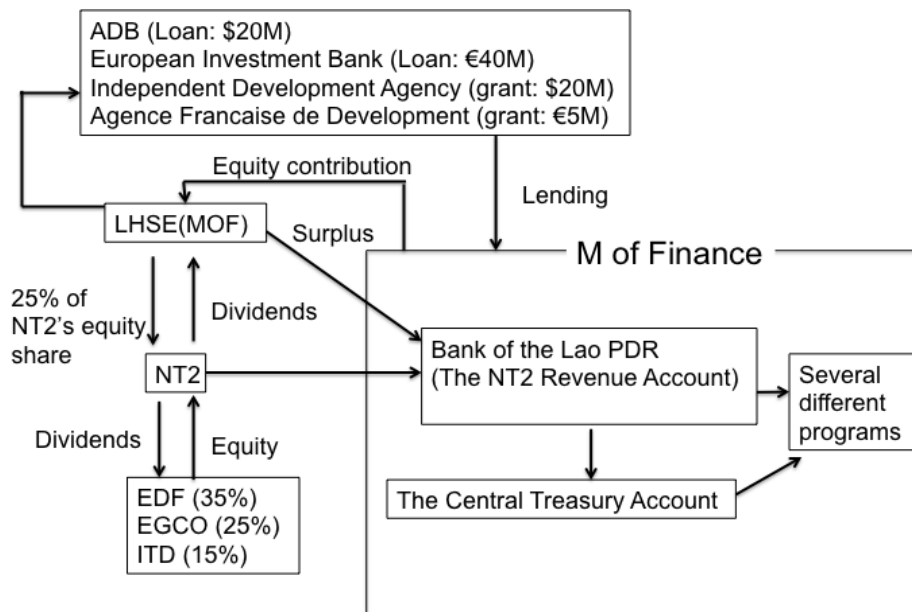 ADB (Loan: $20M)
European Investment Bank (Loan: €40M)
Independent Development Agency (grant: $20M)
Agence Francaise de Development (grant: €5M)
Equity contribution
Lending
LHSE(MOF)
Surplus
M of Finance
25% of
NT2's equity
share
Dividends
Bank of the Lao PDR
(The NT2 Revenue Account)
Several
different
programs
NT2
Dividends
Equity
EDF (35%)
EGCO (25%)
ITD (15%)
The Central Treasury Account